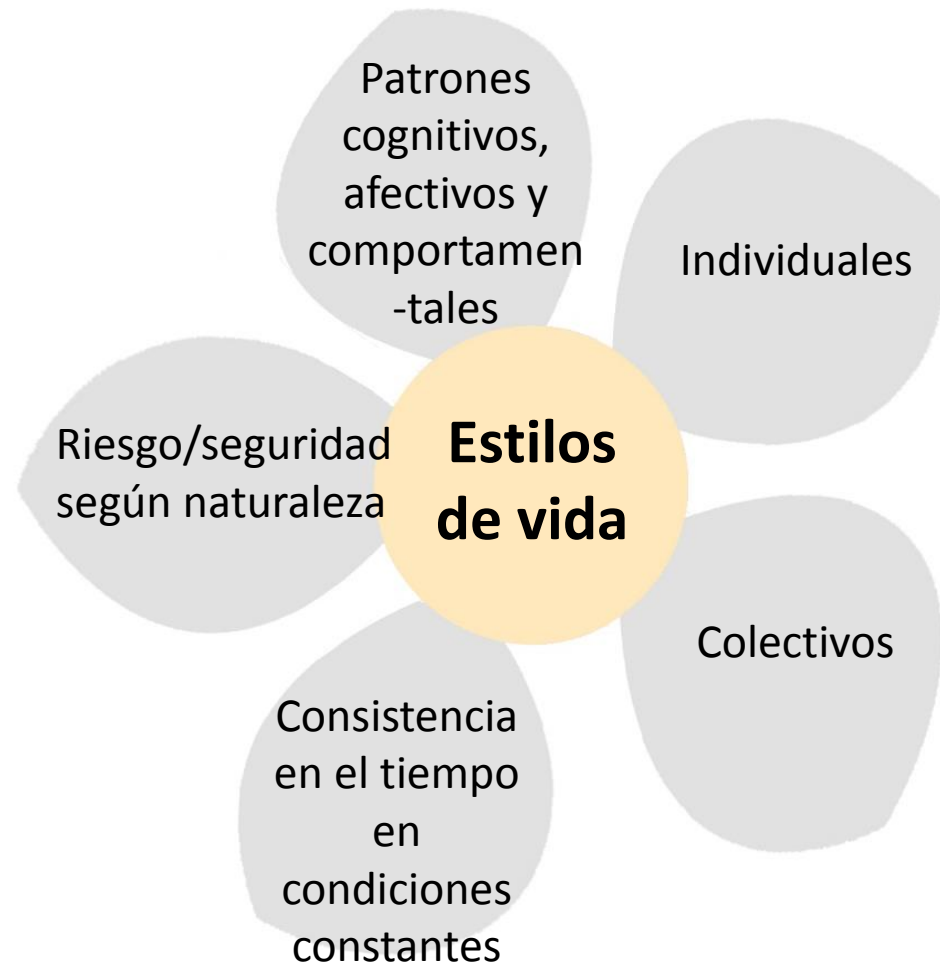 Patrones
cognitivos,
afectivos y
comportamen
-tales
Individuales
Riesgo/seguridad
según naturaleza
Estilos
de vida
Colectivos
Consistencia
en el tiempo
en
condiciones
constantes